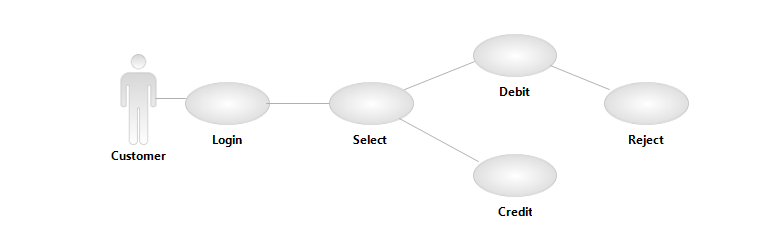 Debit
Login
Select
Reject
Customer
Credit